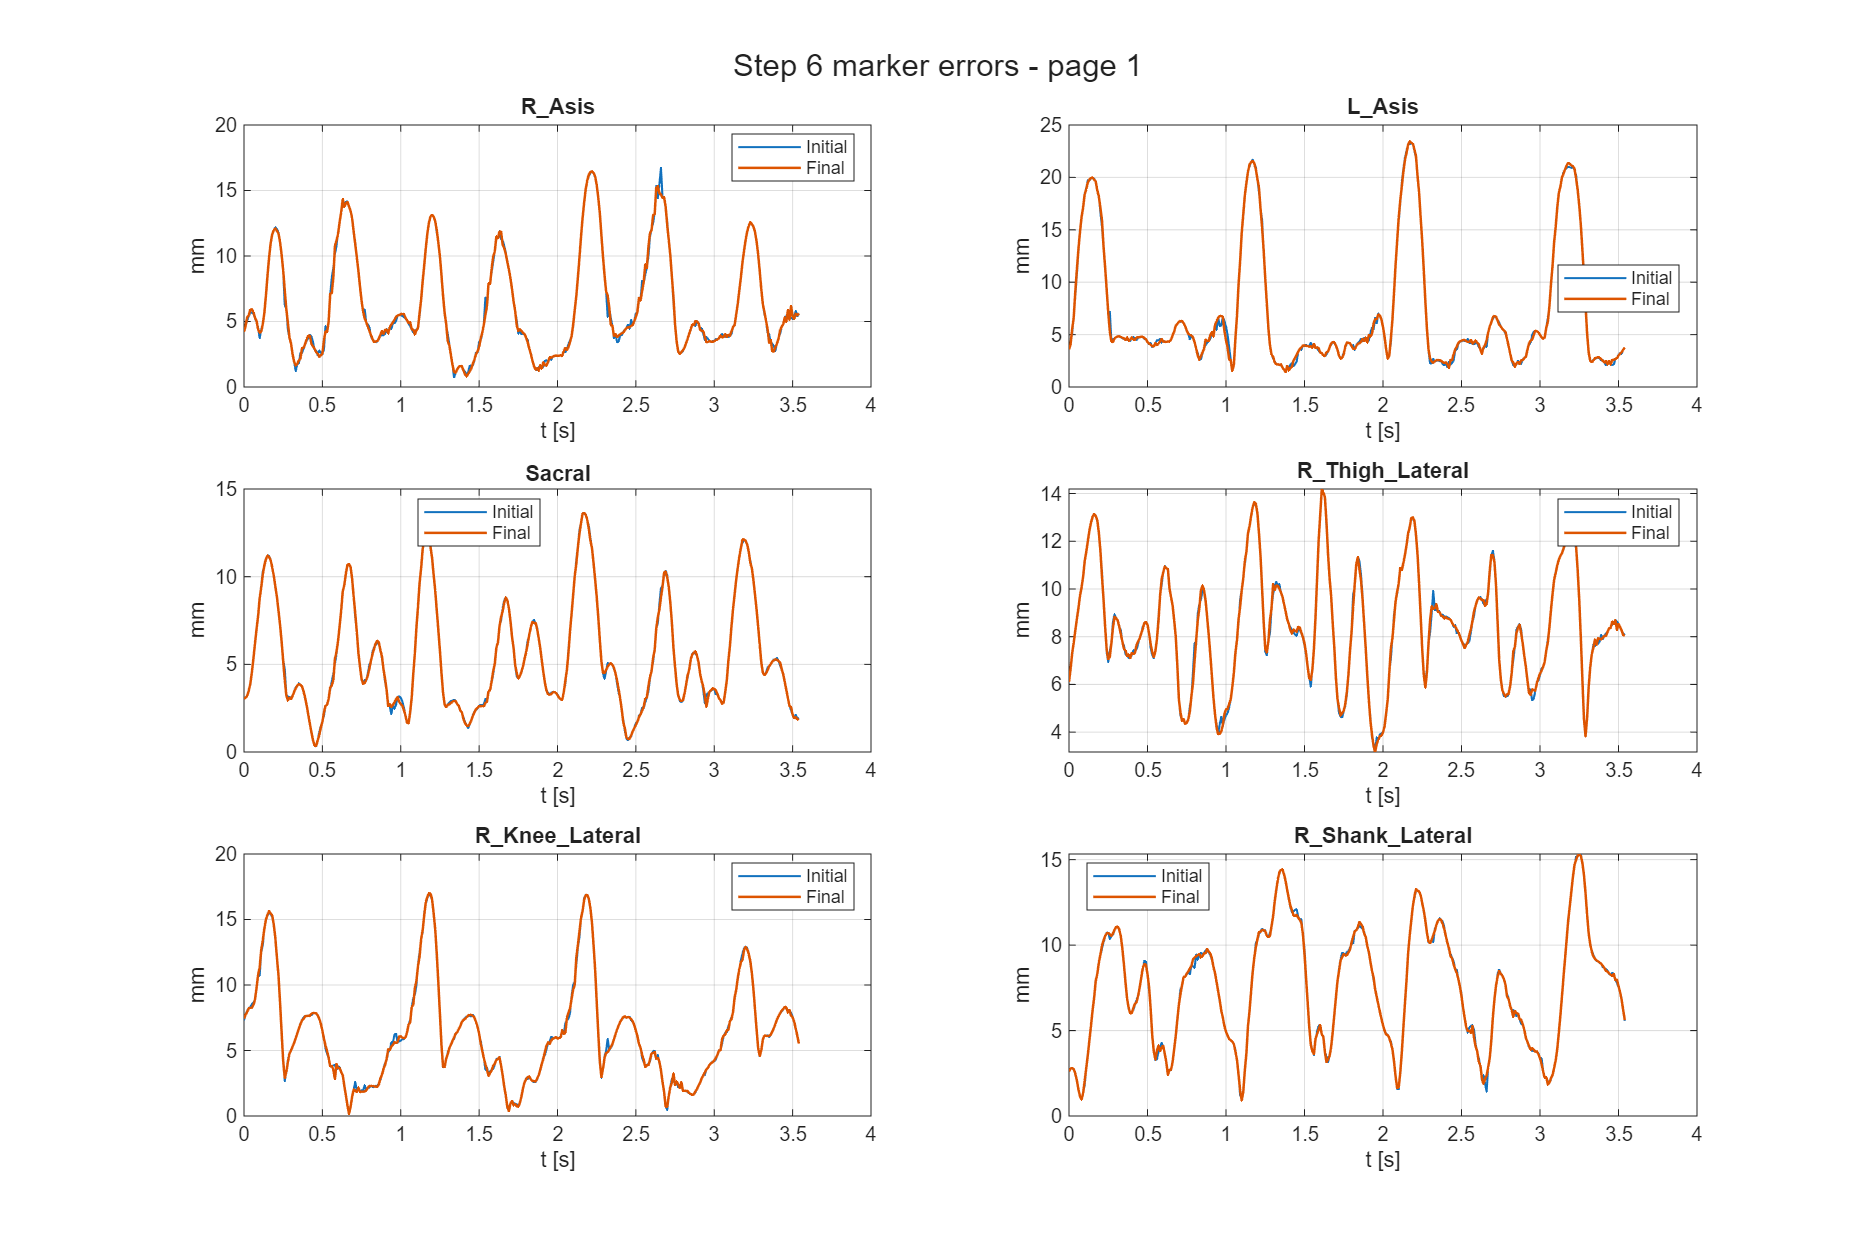 Step 6 marker errors - page 1
R_Asis
20
15
10
5
0
mm
0 0.5 1 1.5 2 2.5 3 3.5 4
t [s]
Initial
Final
L_Asis
25
20
15
10
5
0
mm
0 0.5 1 1.5 2 2.5 3 3.5 4
t [s]
Initial
Final
Sacral
15
10
5
0
mm
0 0.5 1 1.5 2 2.5 3 3.5 4
t [s]
Initial
Final
R_Thigh_Lateral
14
12
10
8
6
4
mm
0 0.5 1 1.5 2 2.5 3 3.5 4
t [s]
Initial
Final
R_Knee_Lateral
20
15
10
5
0
mm
0 0.5 1 1.5 2 2.5 3 3.5 4
t [s]
Initial
Final
R_Shank_Lateral
15
10
5
0
mm
0 0.5 1 1.5 2 2.5 3 3.5 4
t [s]
Initial
Final